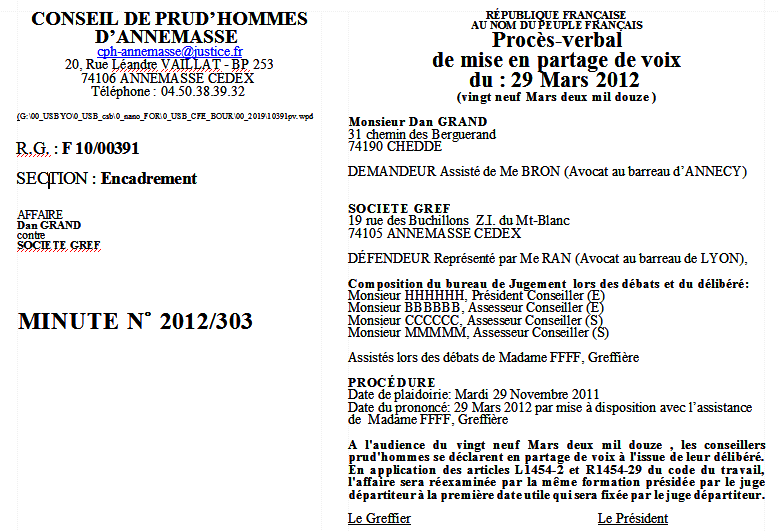 CONSEIL DE PRUD’HOMMES
D’ANNEMASSE
cph-annemasse@justice.fr
20, Rue Léandre VAILLAT - BP 253
74106 ANNEMASSE CEDEX
Téléphone : 04.50.38.39.32
(G:\00_USBYO\0_USB_csb\0_nano_FOR\0_USB_CFE_BOUR\00_2019\10391pv.wpd
R.G. : F 10/00391
SECTION : Encadrement
AFFAIRE
Dan GRAND
contre
SOCIETE GREF
MINUTE N° 2012/303
RÉPUBLIQUE FRANCAISE
AU NOM DU PEUPLE FRANÇAIS
Procès-verbal
de mise en partage de voix
du : 29 Mars 2012
(vingt neuf Mars deux mil douze )
Monsieur Dan GRAND
31 chemin des Berguerand
74190 CHEDDE
DEMANDEUR Assisté de Me BRON (Avocat au barreau d’ANNECY)
SOCIETE GREF
19 rue des Buchillons Z.I. du Mt-Blanc
74105 ANNEMASSE CEDEX
DÉFENDEUR Représenté par Me RAN (Avocat au barreau de LYON),
Composition du bureau de Jugement lors des débats et du délibéré:
Monsieur HHHHHH, Président Conseiller (E)
Monsieur BBBBBB, Assesseur Conseiller (E)
Monsieur CCCCCC, Assesseur Conseiller (S)
Monsieur MMMMM, Assesseur Conseiller (S)
Assistés lors des débats de Madame FFFF, Greffière
PROCÉDURE
Date de plaidoirie: Mardi 29 Novembre 2011
Date du prononcé: 29 Mars 2012 par mise à disposition avec l’assistance
de Madame FFFF, Greffière
A l'audience du vingt neuf Mars deux mil douze , les conseillers
prud'hommes se déclarent en partage de voix à l'issue de leur délibéré.
En application des articles L1454-2 et R1454-29 du code du travail,
l'affaire sera réexaminée par la même formation présidée par le juge
départiteur à la première date utile qui sera fixée par le juge départiteur.
Le Greffier Le Président